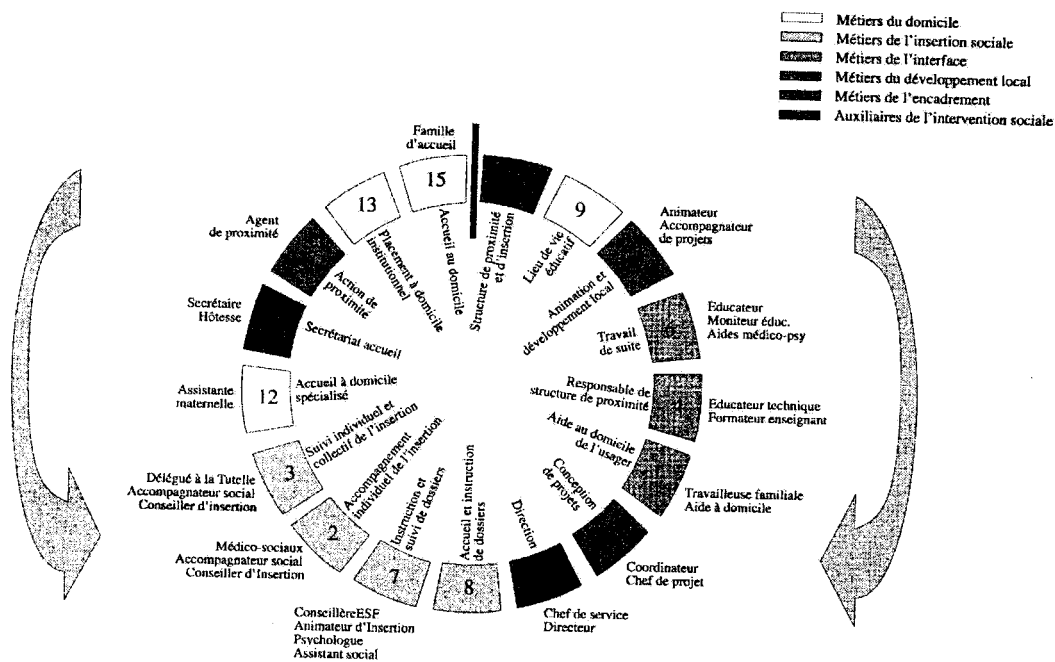 Métiers du domicile
Métiers de l'insertion sociale
Métiers de l'interface
Métiers du développement local
Métiers de l'encadrement
Auxiliaires de l'intervention sociale
Famille
d'accueil
15
Accueil au domicile
Structure de proximité
et d'insertion
9
Lieu de vie
éducatif
Animateur
Accompagnateur
de projets
Animation et
développement local
Educateur
Moniteur éduc.
Aides médico-psy
Travail
de suite
Educateur technique
Formateur enseignant
Responsable de
structure de proximité
Travailleuse familiale
Aide à domicile
Aide au domicile
de l'usager
Coordinateur
Chef de projet
Conception
de projets
Chef de service
Directeur
Direction
8
Accueil et instruction
de dossiers
7
Instruction et
suivi de dossiers
ConseillèreESF
Animateur d'Insertion
Psychologue
Assistant social
2
Accompagnement
individuel de l'insertion
Médico-sociaux
Accompagnateur social
Conseiller d'Insertion
3
Suivi individuel et
collectif de l'insertion
Délégué à la Tutelle
Accompagnateur social
Conseiller d'insertion
12
Accueil à domicile
spécialisé
Assistante
maternelle
Secrétariat accueil
Secrétaire
Hôtesse
Action de
proximité
Agent
de proximité
13
Placement à domicile
institutionnel